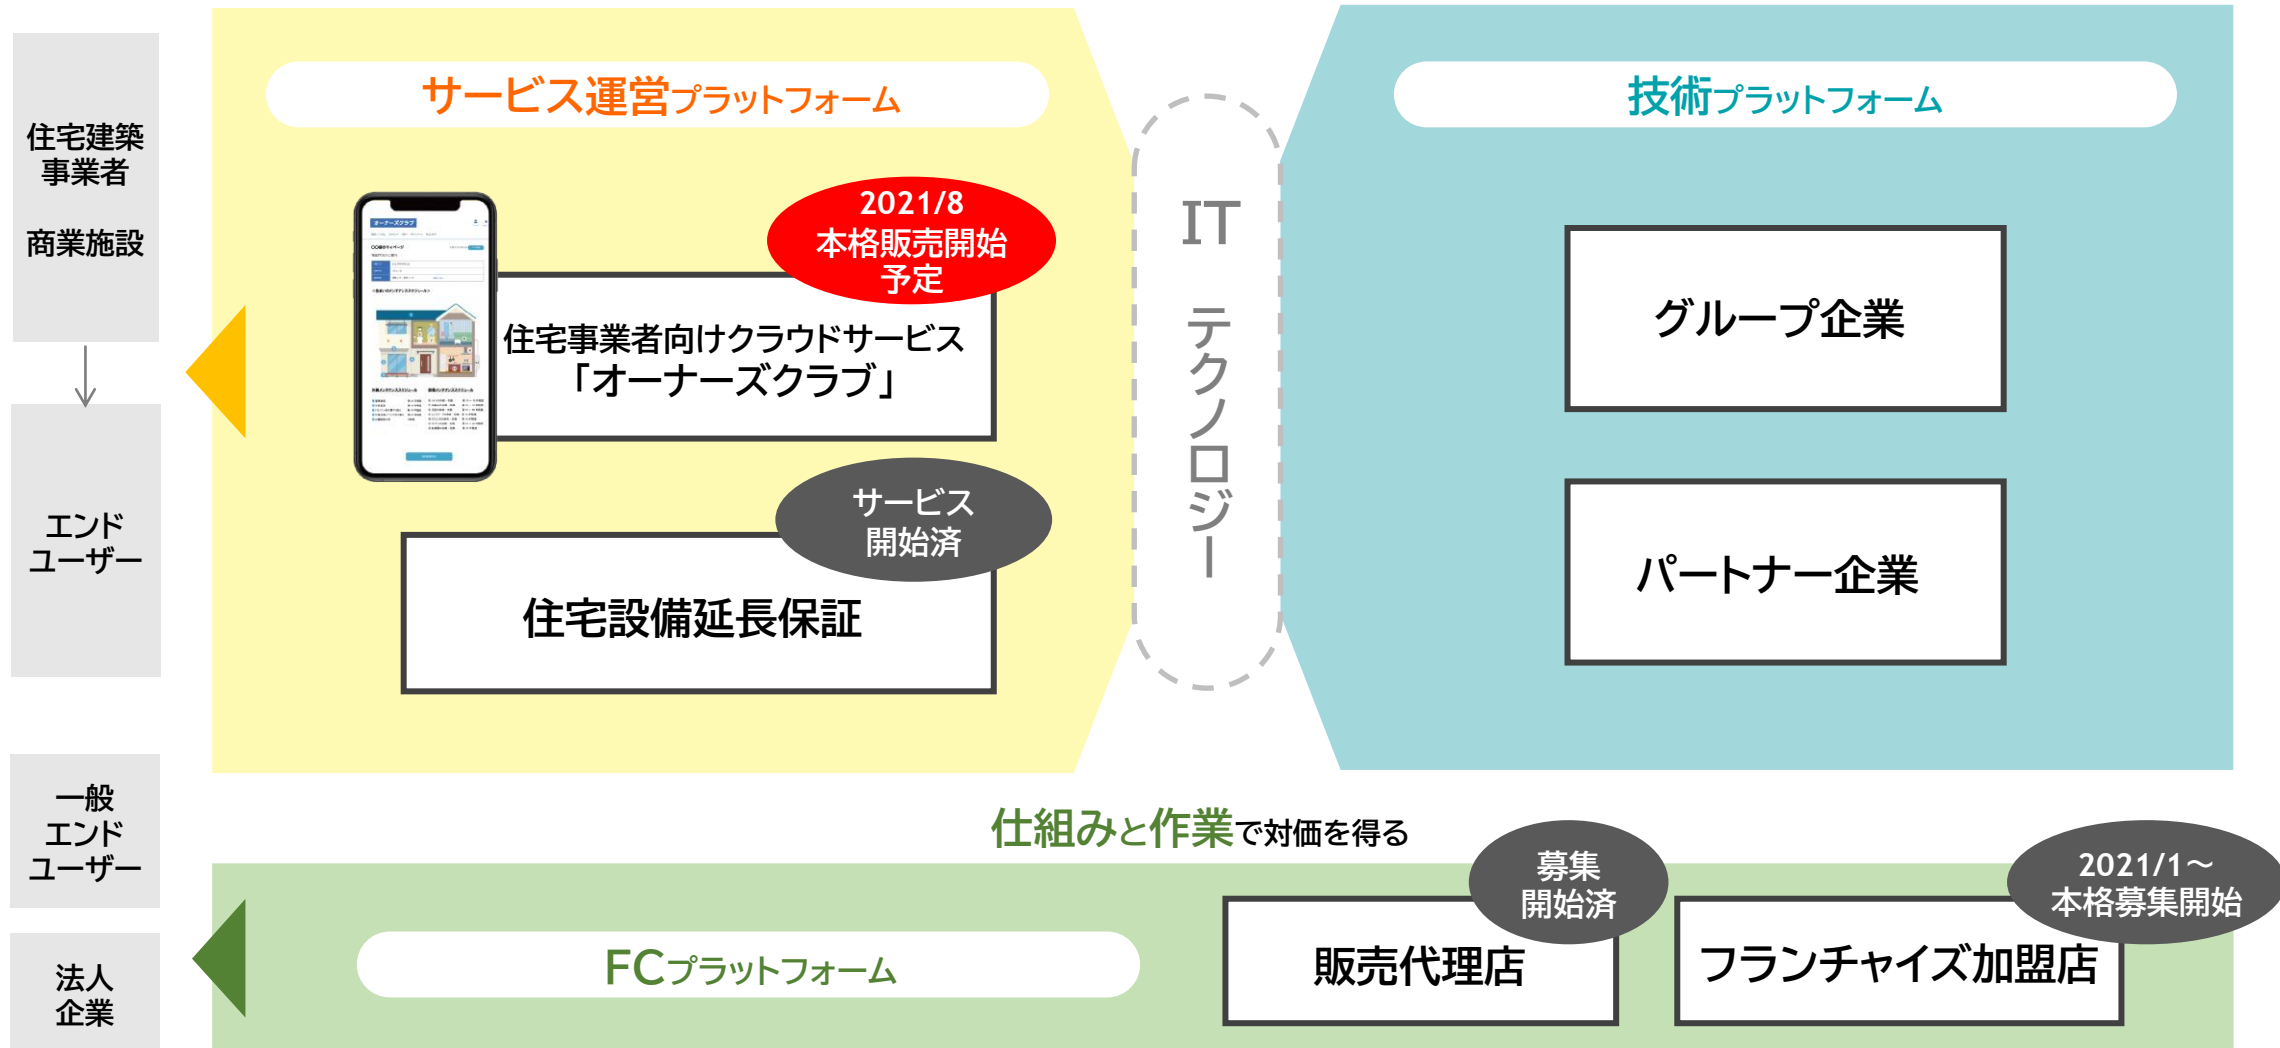 住宅建築
事業者
商業施設
エンド
ユーザー
一般
エンド
ユーザー
法人
企業
サービス運営プラットフォーム
2021/8
本格販売開始
予定
オーナーズクラブ
住宅事業者向けクラウドサービス
「オーナーズクラブ」
サービス
開始済
住宅設備延長保証
IT テクノロジー
技術プラットフォーム
グループ企業
パートナー企業
仕組みと作業で対価を得る
FCプラットフォーム
募集
開始済
販売代理店
2021/1～
本格募集開始
フランチャイズ加盟店